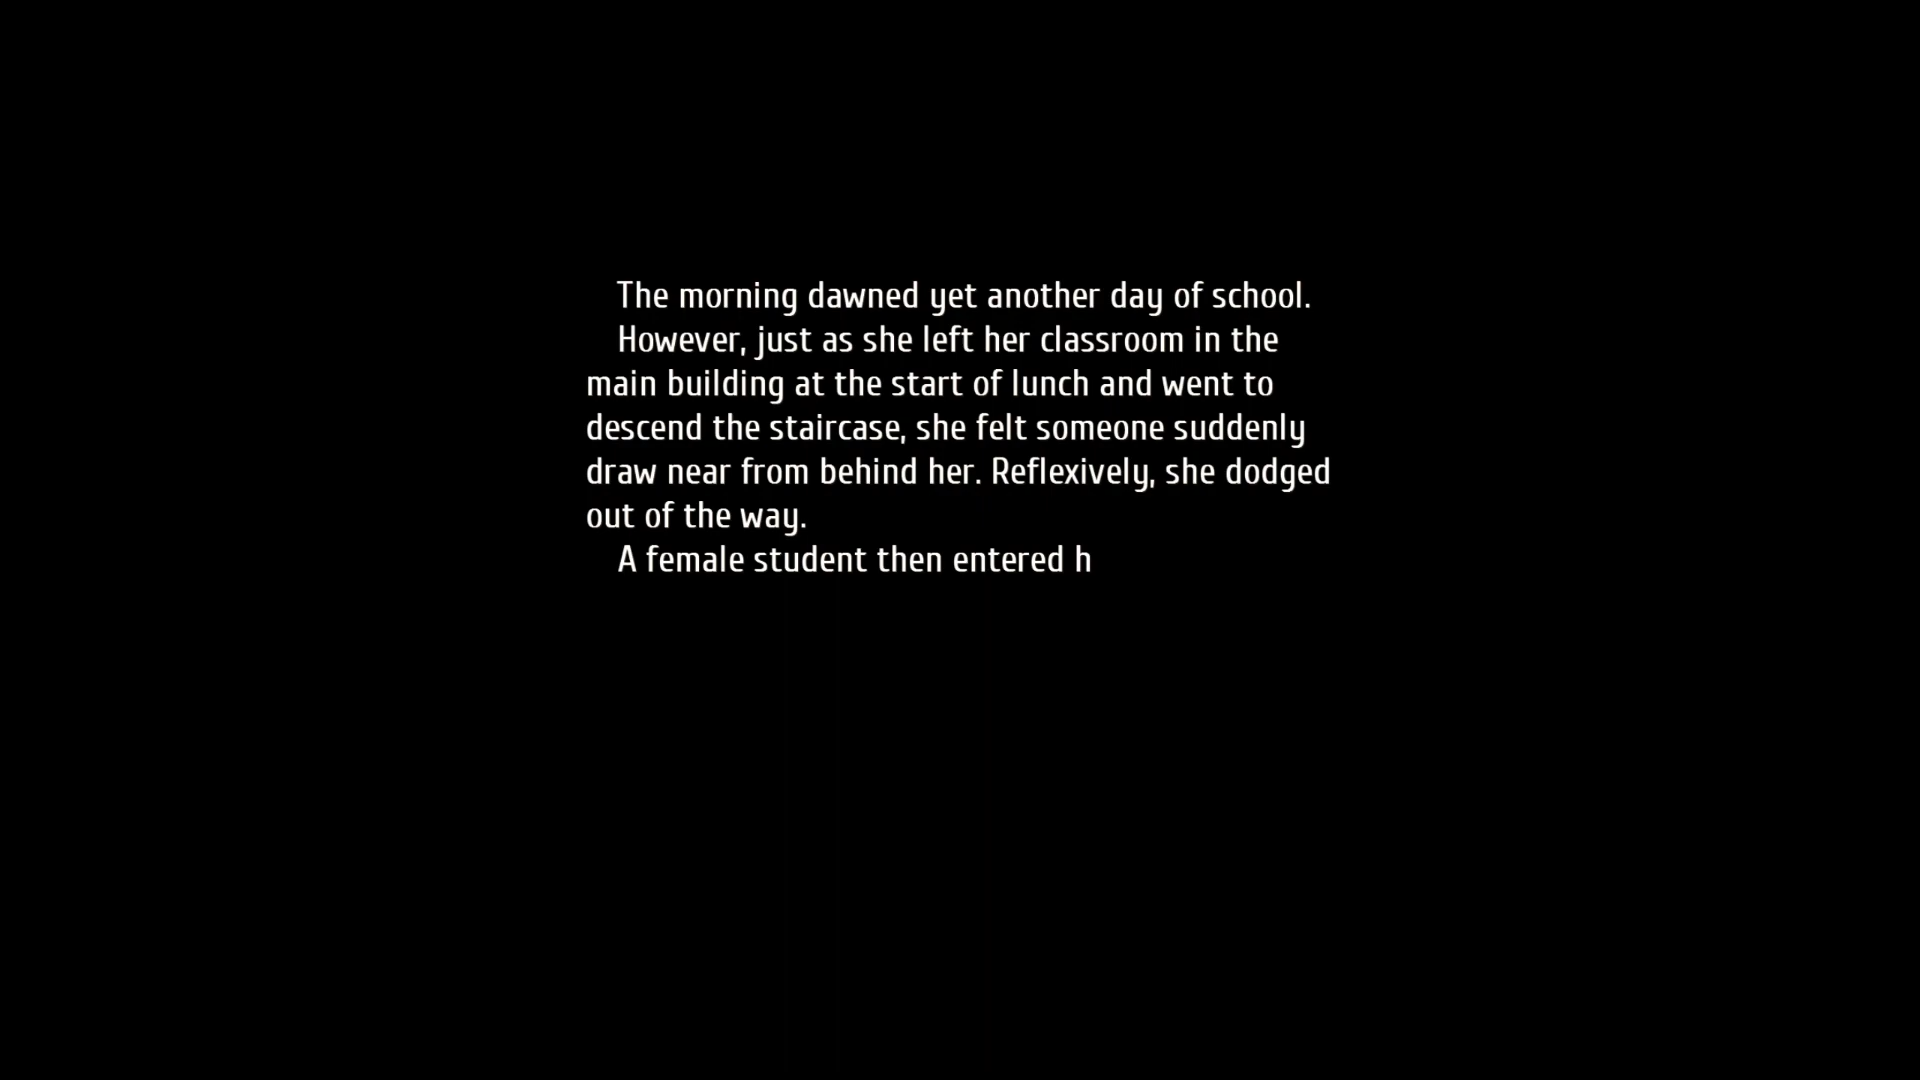 The morning dawned yet another day of school.
However, just as she left her classroom in the
main building at the start of lunch and went to
descend the staircase, she felt someone suddenly
draw near from behind her. Reflexively, she dodged
out of the way.
A female student then entered h